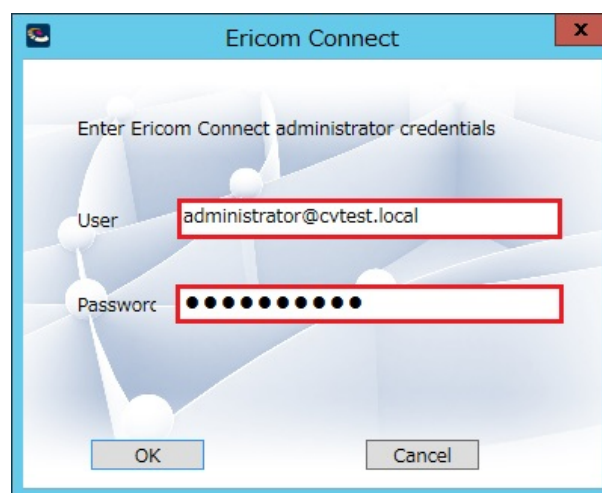 Ericom Connect
x
Enter Ericom Connect administrator credentials
User administrator@cvtest.local
Passworc ●●●●●●●●●●
OK Cancel